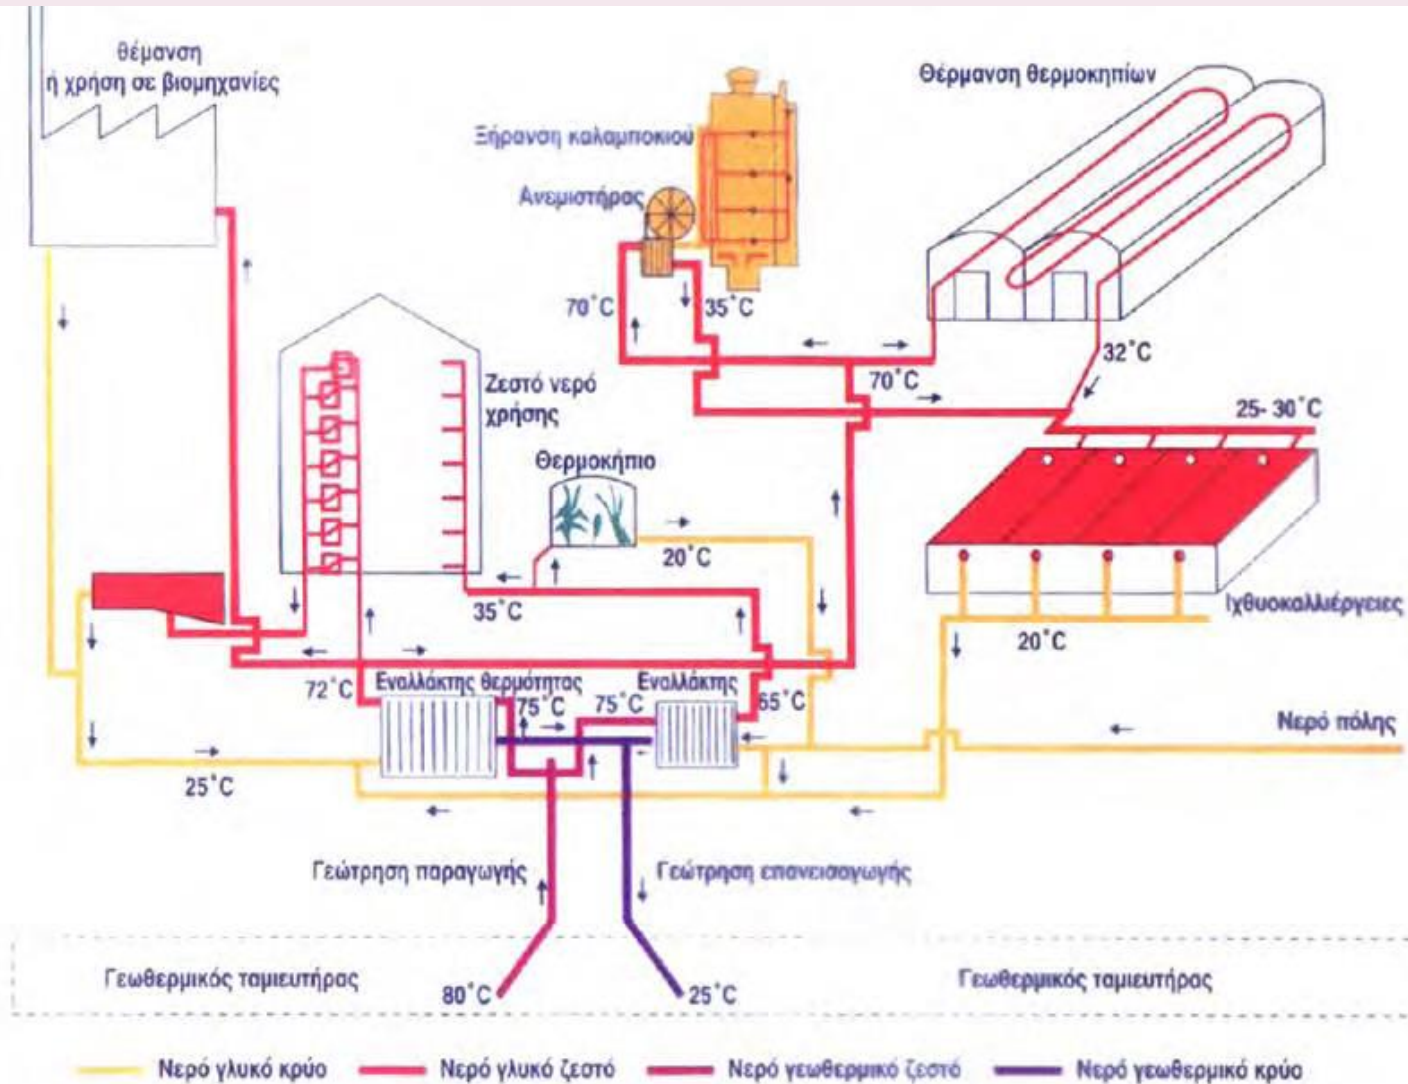 θέμανση
ή χρήση σε βιομηχανίες
Ξήρανση καλαμποκιού
Ανεμιστήρας
Θέρμανση θερμοκηπίων
70°C
35°C
70°C
32°C
25- 30°C
Ζεστό νερό
χρήσης
Θερμοκήπιο
20°C
35°C
Ιχθυοκαλλιέργειες
20°C
72°C
Εναλλάκτης θερμότητας
75°C
75°C
Εναλλάκτης
65°C
Νερό πόλης
25°C
Γεώτρηση παραγωγής
Γεώτρηση επανεισαγωγής
Γεωθερμικός ταμιευτήρας
80°C
25°C
Γεωθερμικός ταμιευτήρας
Νερό γλυκό κρύο
Νερό γλυκό ζεστό
Νερό γεωθερμικό ζεστό
Νερό γεωθερμικό κρύο